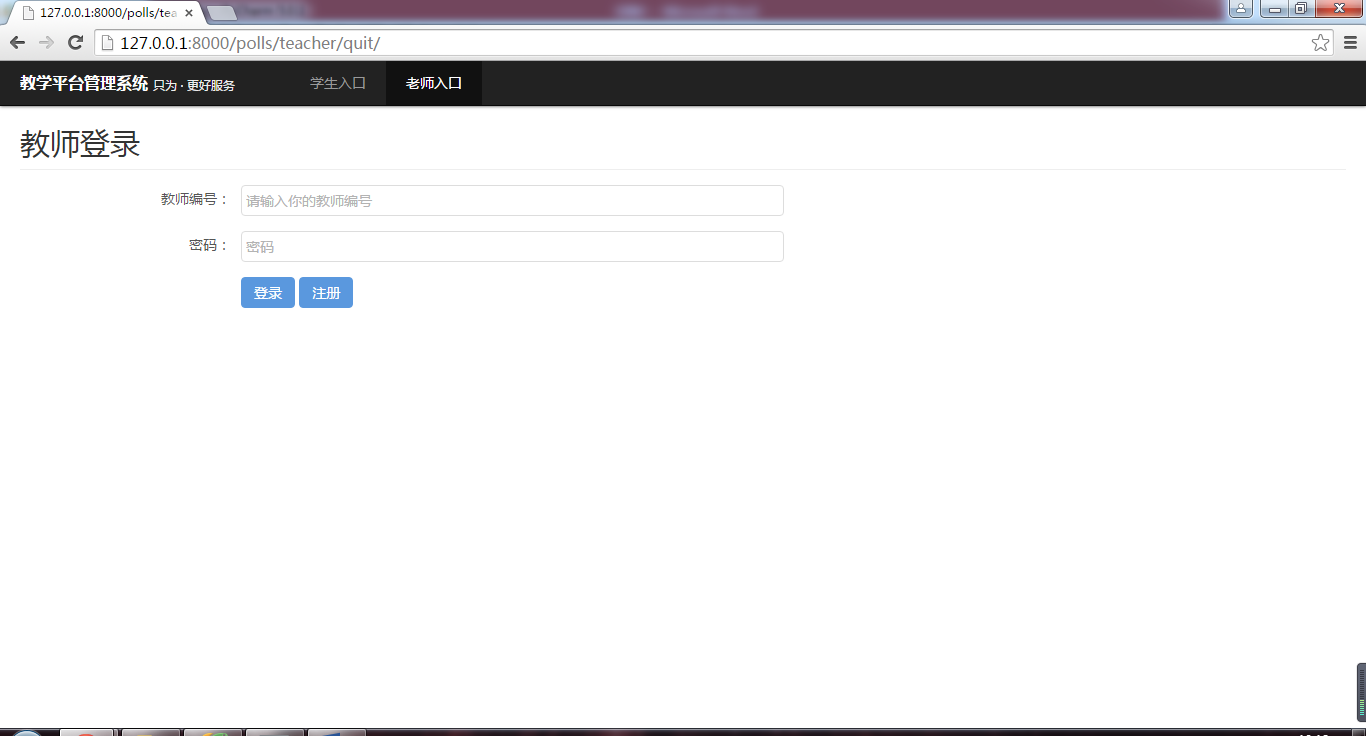 127.0.0.1:8000/polls/tea
127.0.0.1:8000/polls/teacher/quit/
教学平台管理系统 只为 · 更好服务 学生入口 老师入口
教师登录
教师编号： 请输入你的教师编号
密码： 密码
登录 注册